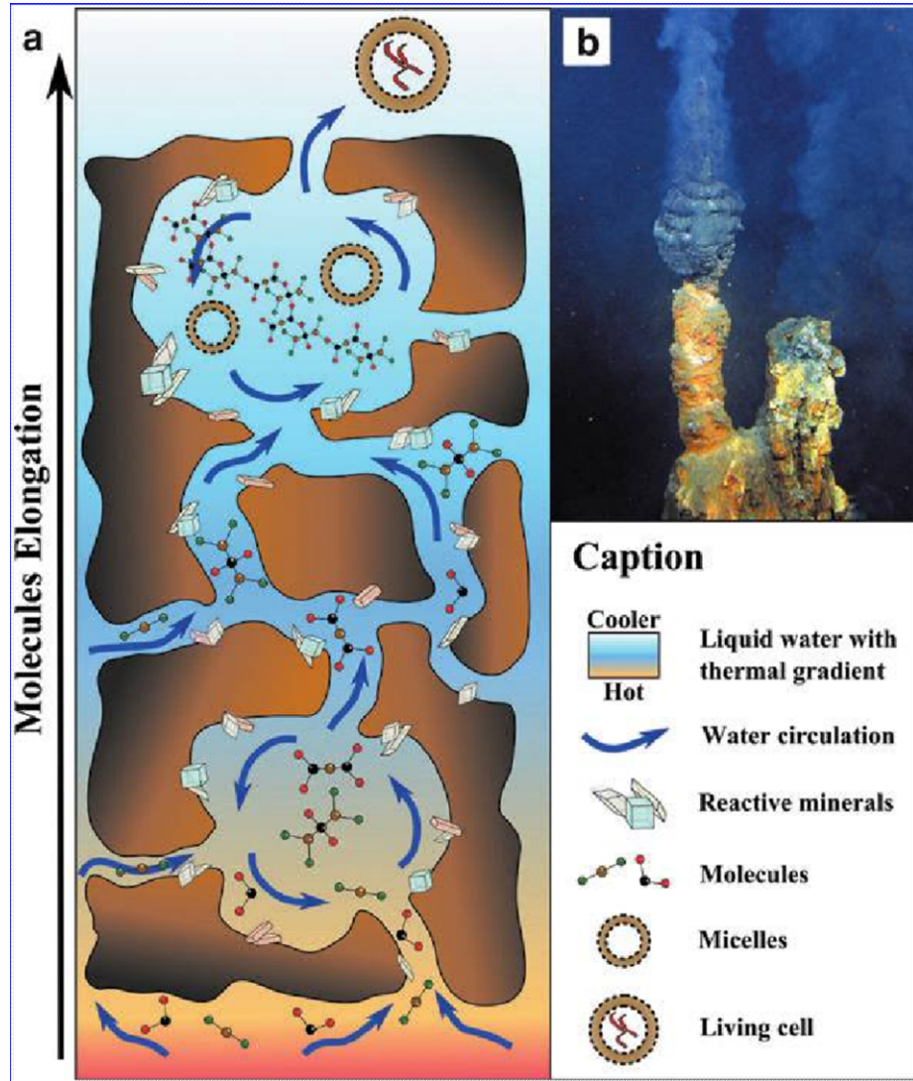 a
b
Molecules Elongation
Caption
Cooler
Hot
Liquid water with
thermal gradient
Water circulation
Reactive minerals
Molecules
Micelles
Living cell